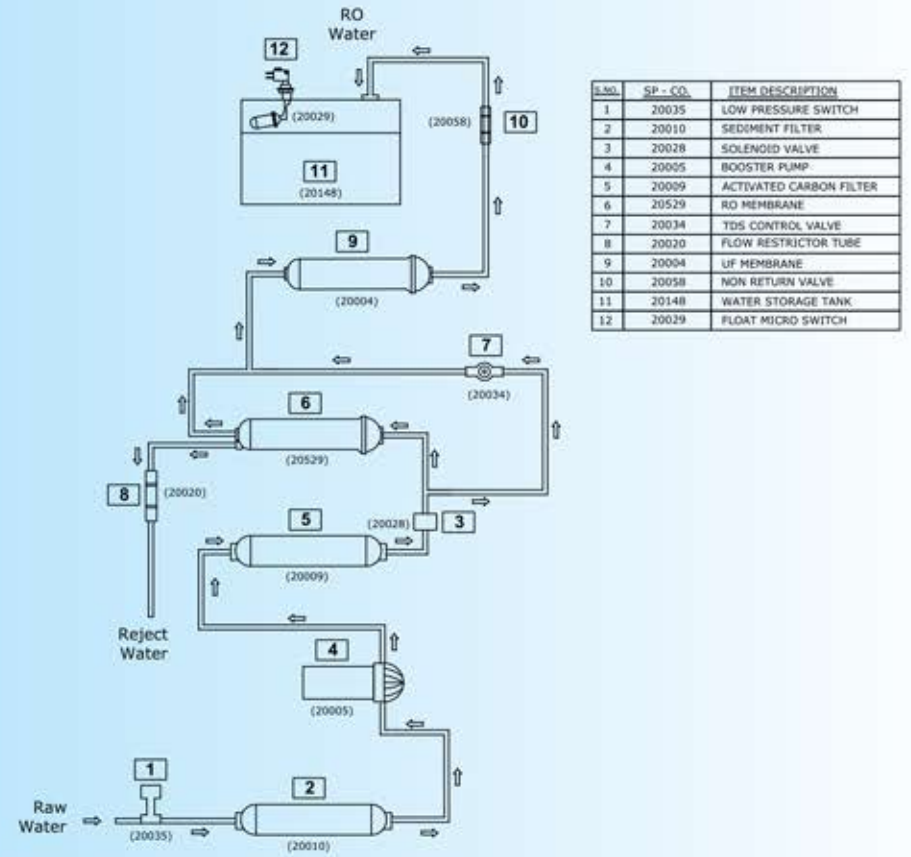 RO
Water
12
(20029)
(20058)
10
11
(20148)
9
(20004)
7
(20034)
6
(20529)
8
(20020)
5
(20028)
3
(20009)
Reject
Water
4
(20005)
1
2
Raw
Water
(20035)
(20010)
S.NO. SP - CO. ITEM DESCRIPTION
1 20035 LOW PRESSURE SWITCH
2 20010 SEDIMENT FILTER
3 20028 SOLENOID VALVE
4 20005 BOOSTER PUMP
5 20009 ACTIVATED CARBON FILTER
6 20529 RO MEMBRANE
7 20034 TDS CONTROL VALVE
8 20020 FLOW RESTRICTOR TUBE
9 20004 UF MEMBRANE
10 20058 NON RETURN VALVE
11 20148 WATER STORAGE TANK
12 20029 FLOAT MICRO SWITCH